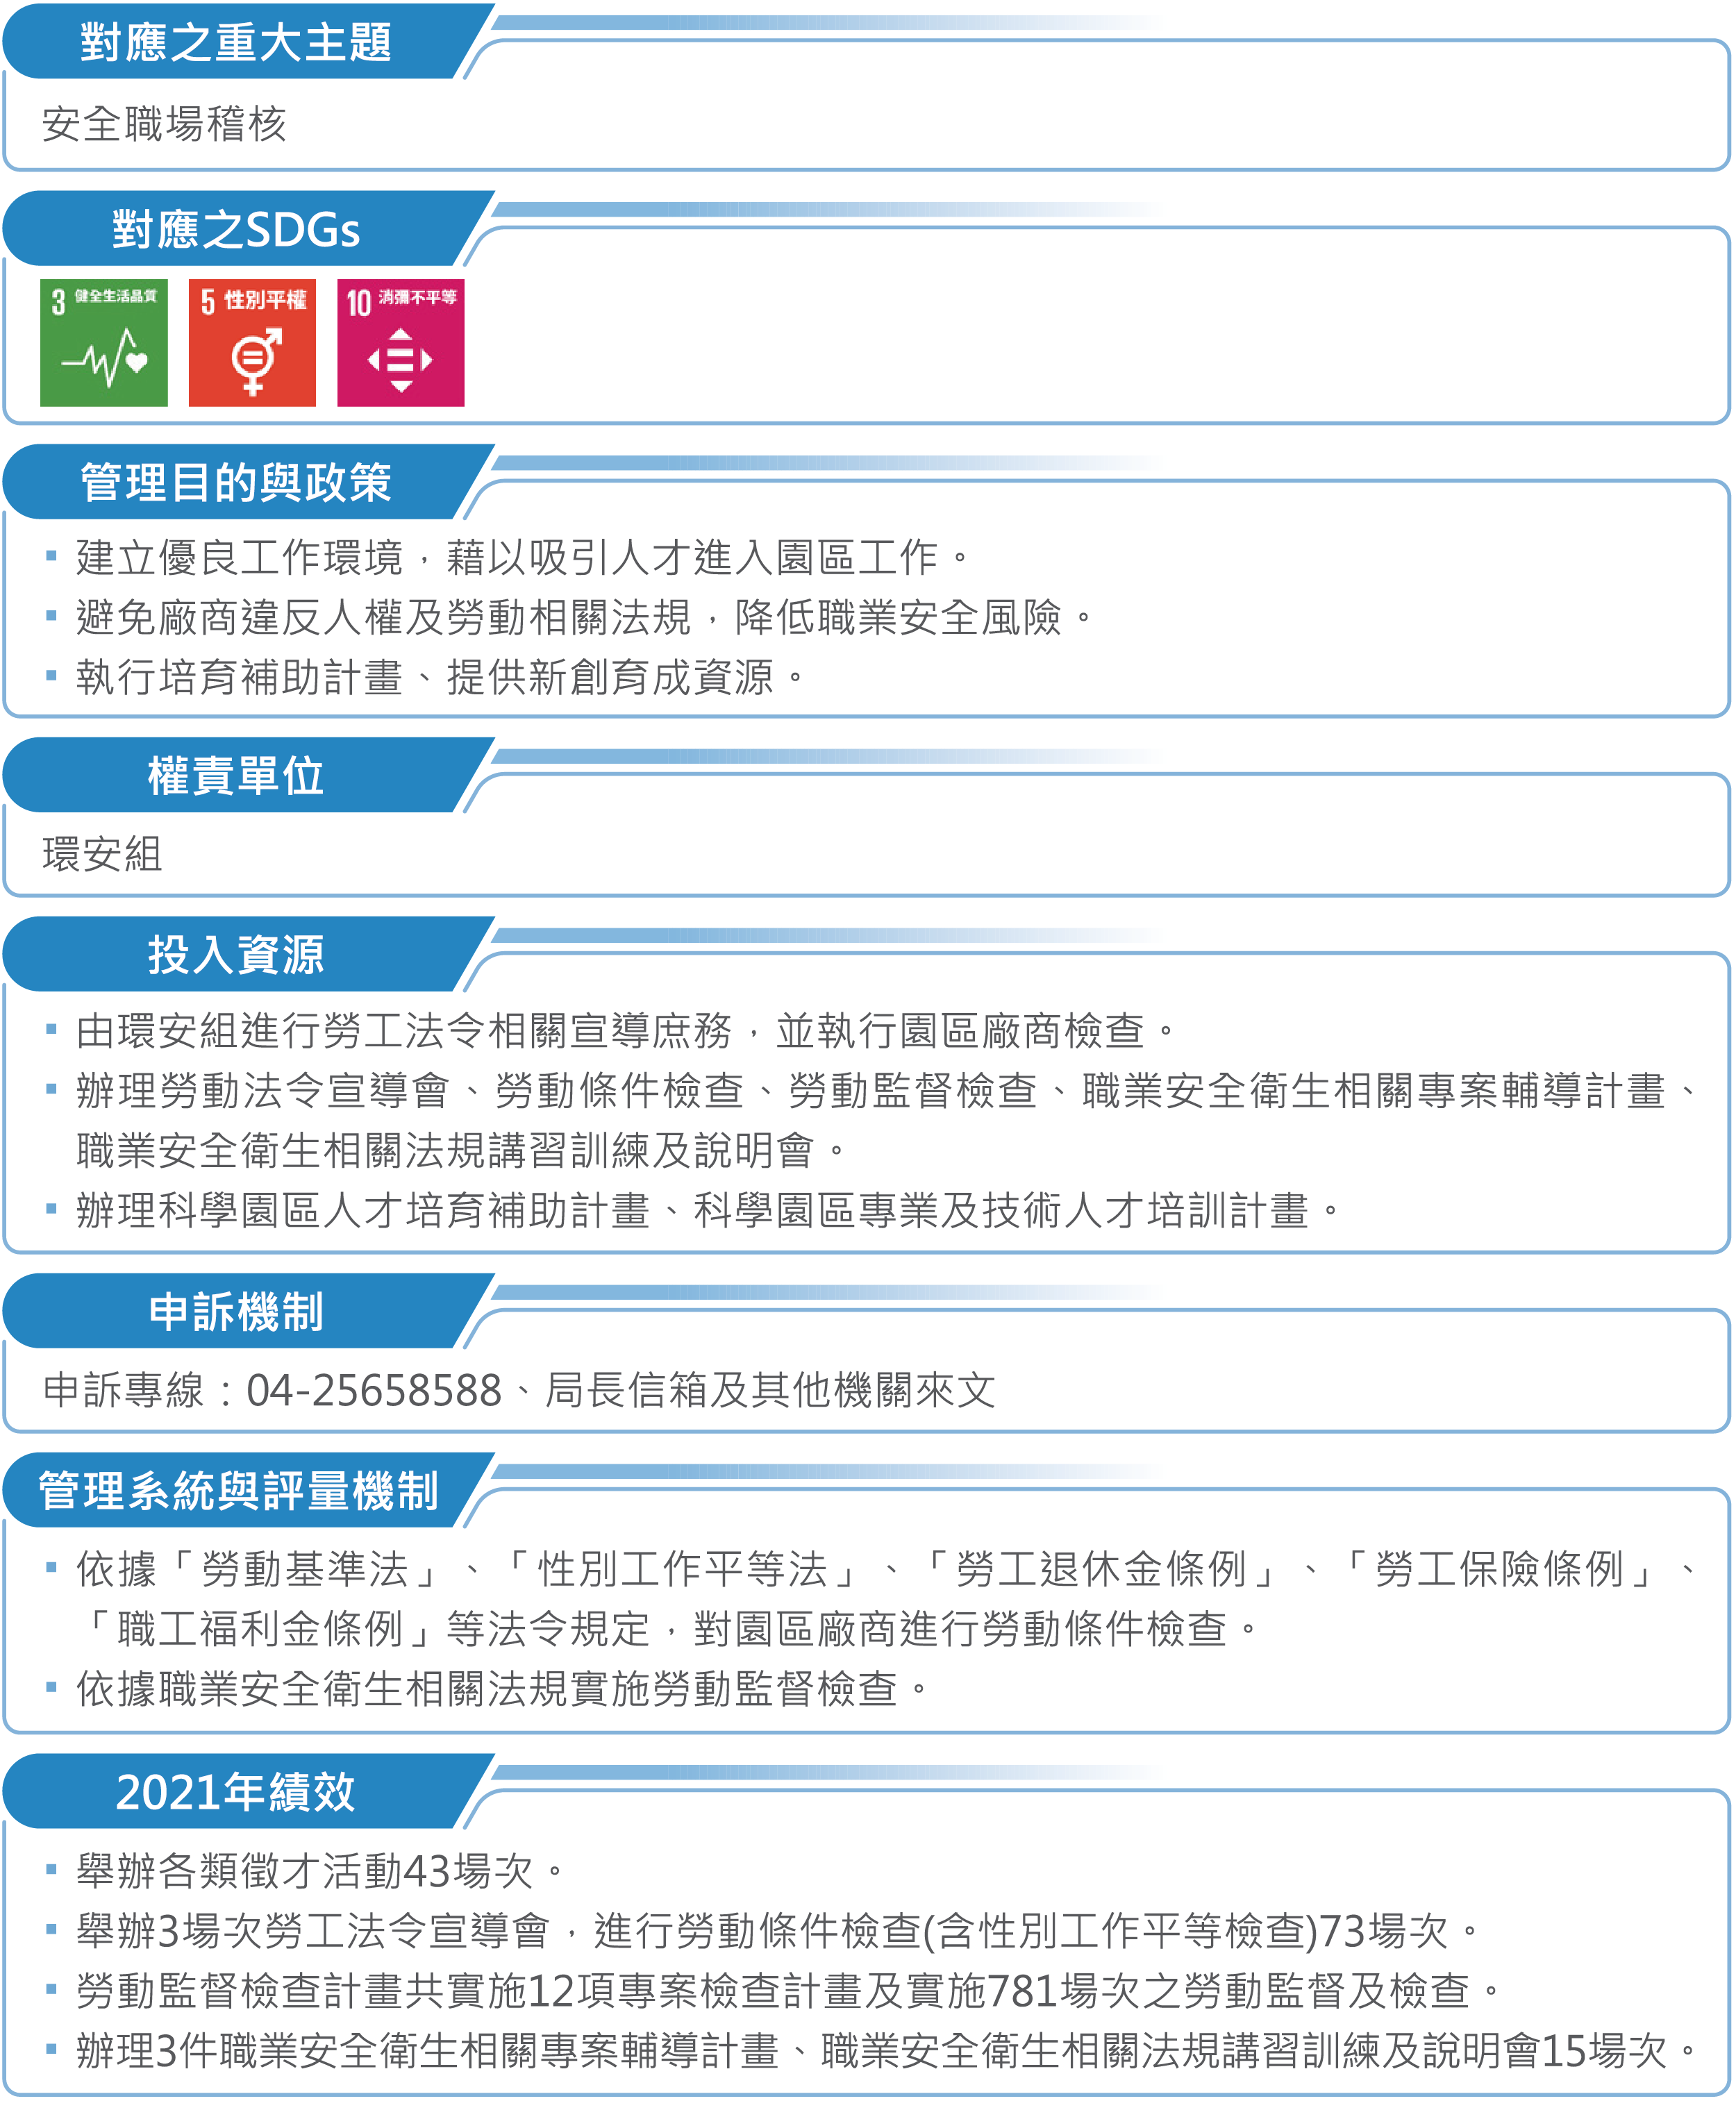 對應之重大主題
安全職場稽核
對應之SDGs
3 健全生活品質
5 性別平權
10 消弭不平等
管理目的與政策
▪ 建立優良工作環境，藉以吸引人才進入園區工作。
▪ 避免廠商違反人權及勞動相關法規，降低職業安全風險。
▪ 執行培育補助計畫、提供新創育成資源。
權責單位
環安組
投入資源
▪ 由環安組進行勞工法令相關宣導庶務，並執行園區廠商檢查。
▪ 辦理勞動法令宣導會、勞動條件檢查、勞動監督檢查、職業安全衛生相關專案輔導計畫、
職業安全衛生相關法規講習訓練及說明會。
▪ 辦理科學園區人才培育補助計畫、科學園區專業及技術人才培訓計畫。
申訴機制
申訴專線：04-25658588、局長信箱及其他機關來文
管理系統與評量機制
▪ 依據「勞動基準法」、「性別工作平等法」、「勞工退休金條例」、「勞工保險條例」、
「職工福利金條例」等法令規定，對園區廠商進行勞動條件檢查。
▪ 依據職業安全衛生相關法規實施勞動監督檢查。
2021年績效
▪ 舉辦各類徵才活動43場次。
▪ 舉辦3場次勞工法令宣導會，進行勞動條件檢查(含性別工作平等檢查)73場次。
▪ 勞動監督檢查計畫共實施12項專案檢查計畫及實施781場次之勞動監督及檢查。
▪ 辦理3件職業安全衛生相關專案輔導計畫、職業安全衛生相關法規講習訓練及說明會15場次。